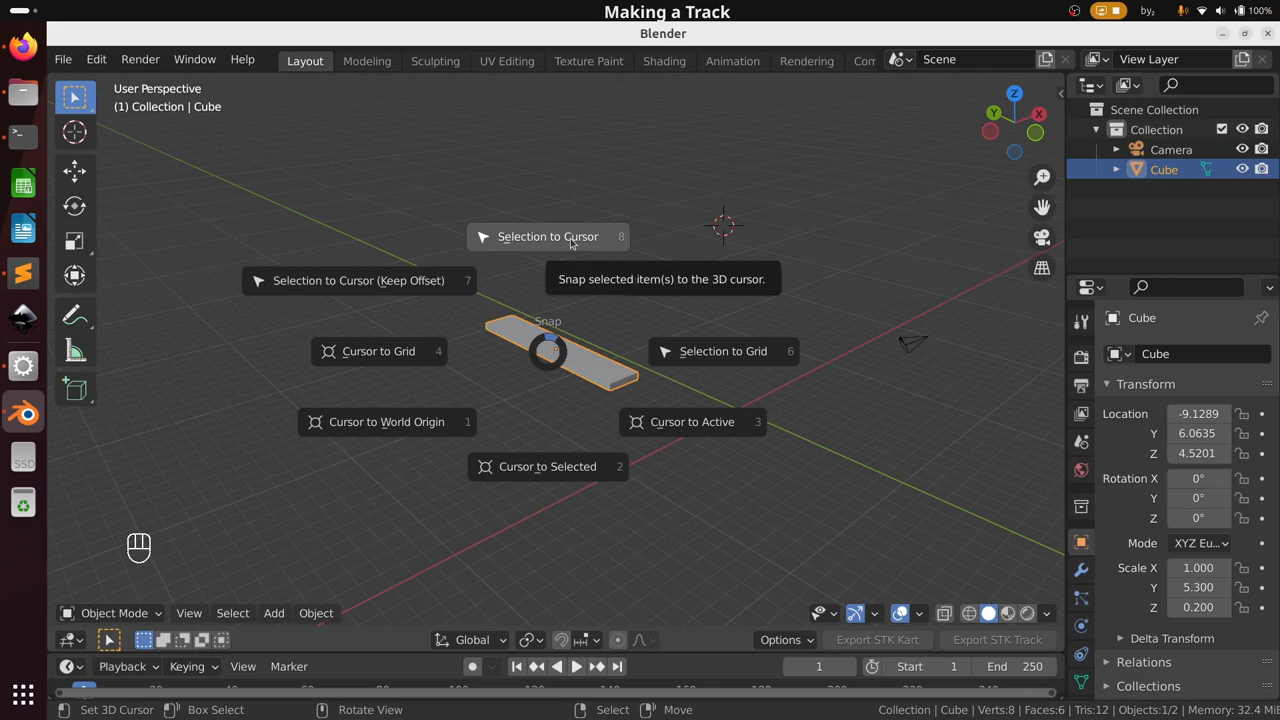 Making a Track
by₂
100%
Blender
File Edit Render Window Help
Layout Modeling Sculpting UV Editing Texture Paint Shading Animation Rendering Com
Scene
View Layer
User Perspective
(1) Collection | Cube
Z
Y
X
Scene Collection
Collection
Camera
Cube
Selection to Cursor 8
Snap selected item(s) to the 3D cursor.
Selection to Cursor (Keep Offset) 7
Snap
Cursor to Grid 4
Selection to Grid 6
Cursor to World Origin 1
Cursor to Active 3
Cursor to Selected 2
Cube
Cube
Transform
Location -9.1289
Y 6.0635
Z 4.5201
Rotation X 0°
Y 0°
Z 0°
Mode XYZ Eu...
Scale X 1.000
Y 5.300
Z 0.200
Delta Transform
Relations
Collections
SSD
Object Mode View Select Add Object
Global
Options
Export STK Kart
Export STK Track
Playback Keying View Marker
1
Start 1
End 250
Set 3D Cursor Box Select Rotate View Select Move
Collection | Cube | Verts:8 | Faces:6 | Tris:12 | Objects:1/2 | Memory: 32.4 Mi